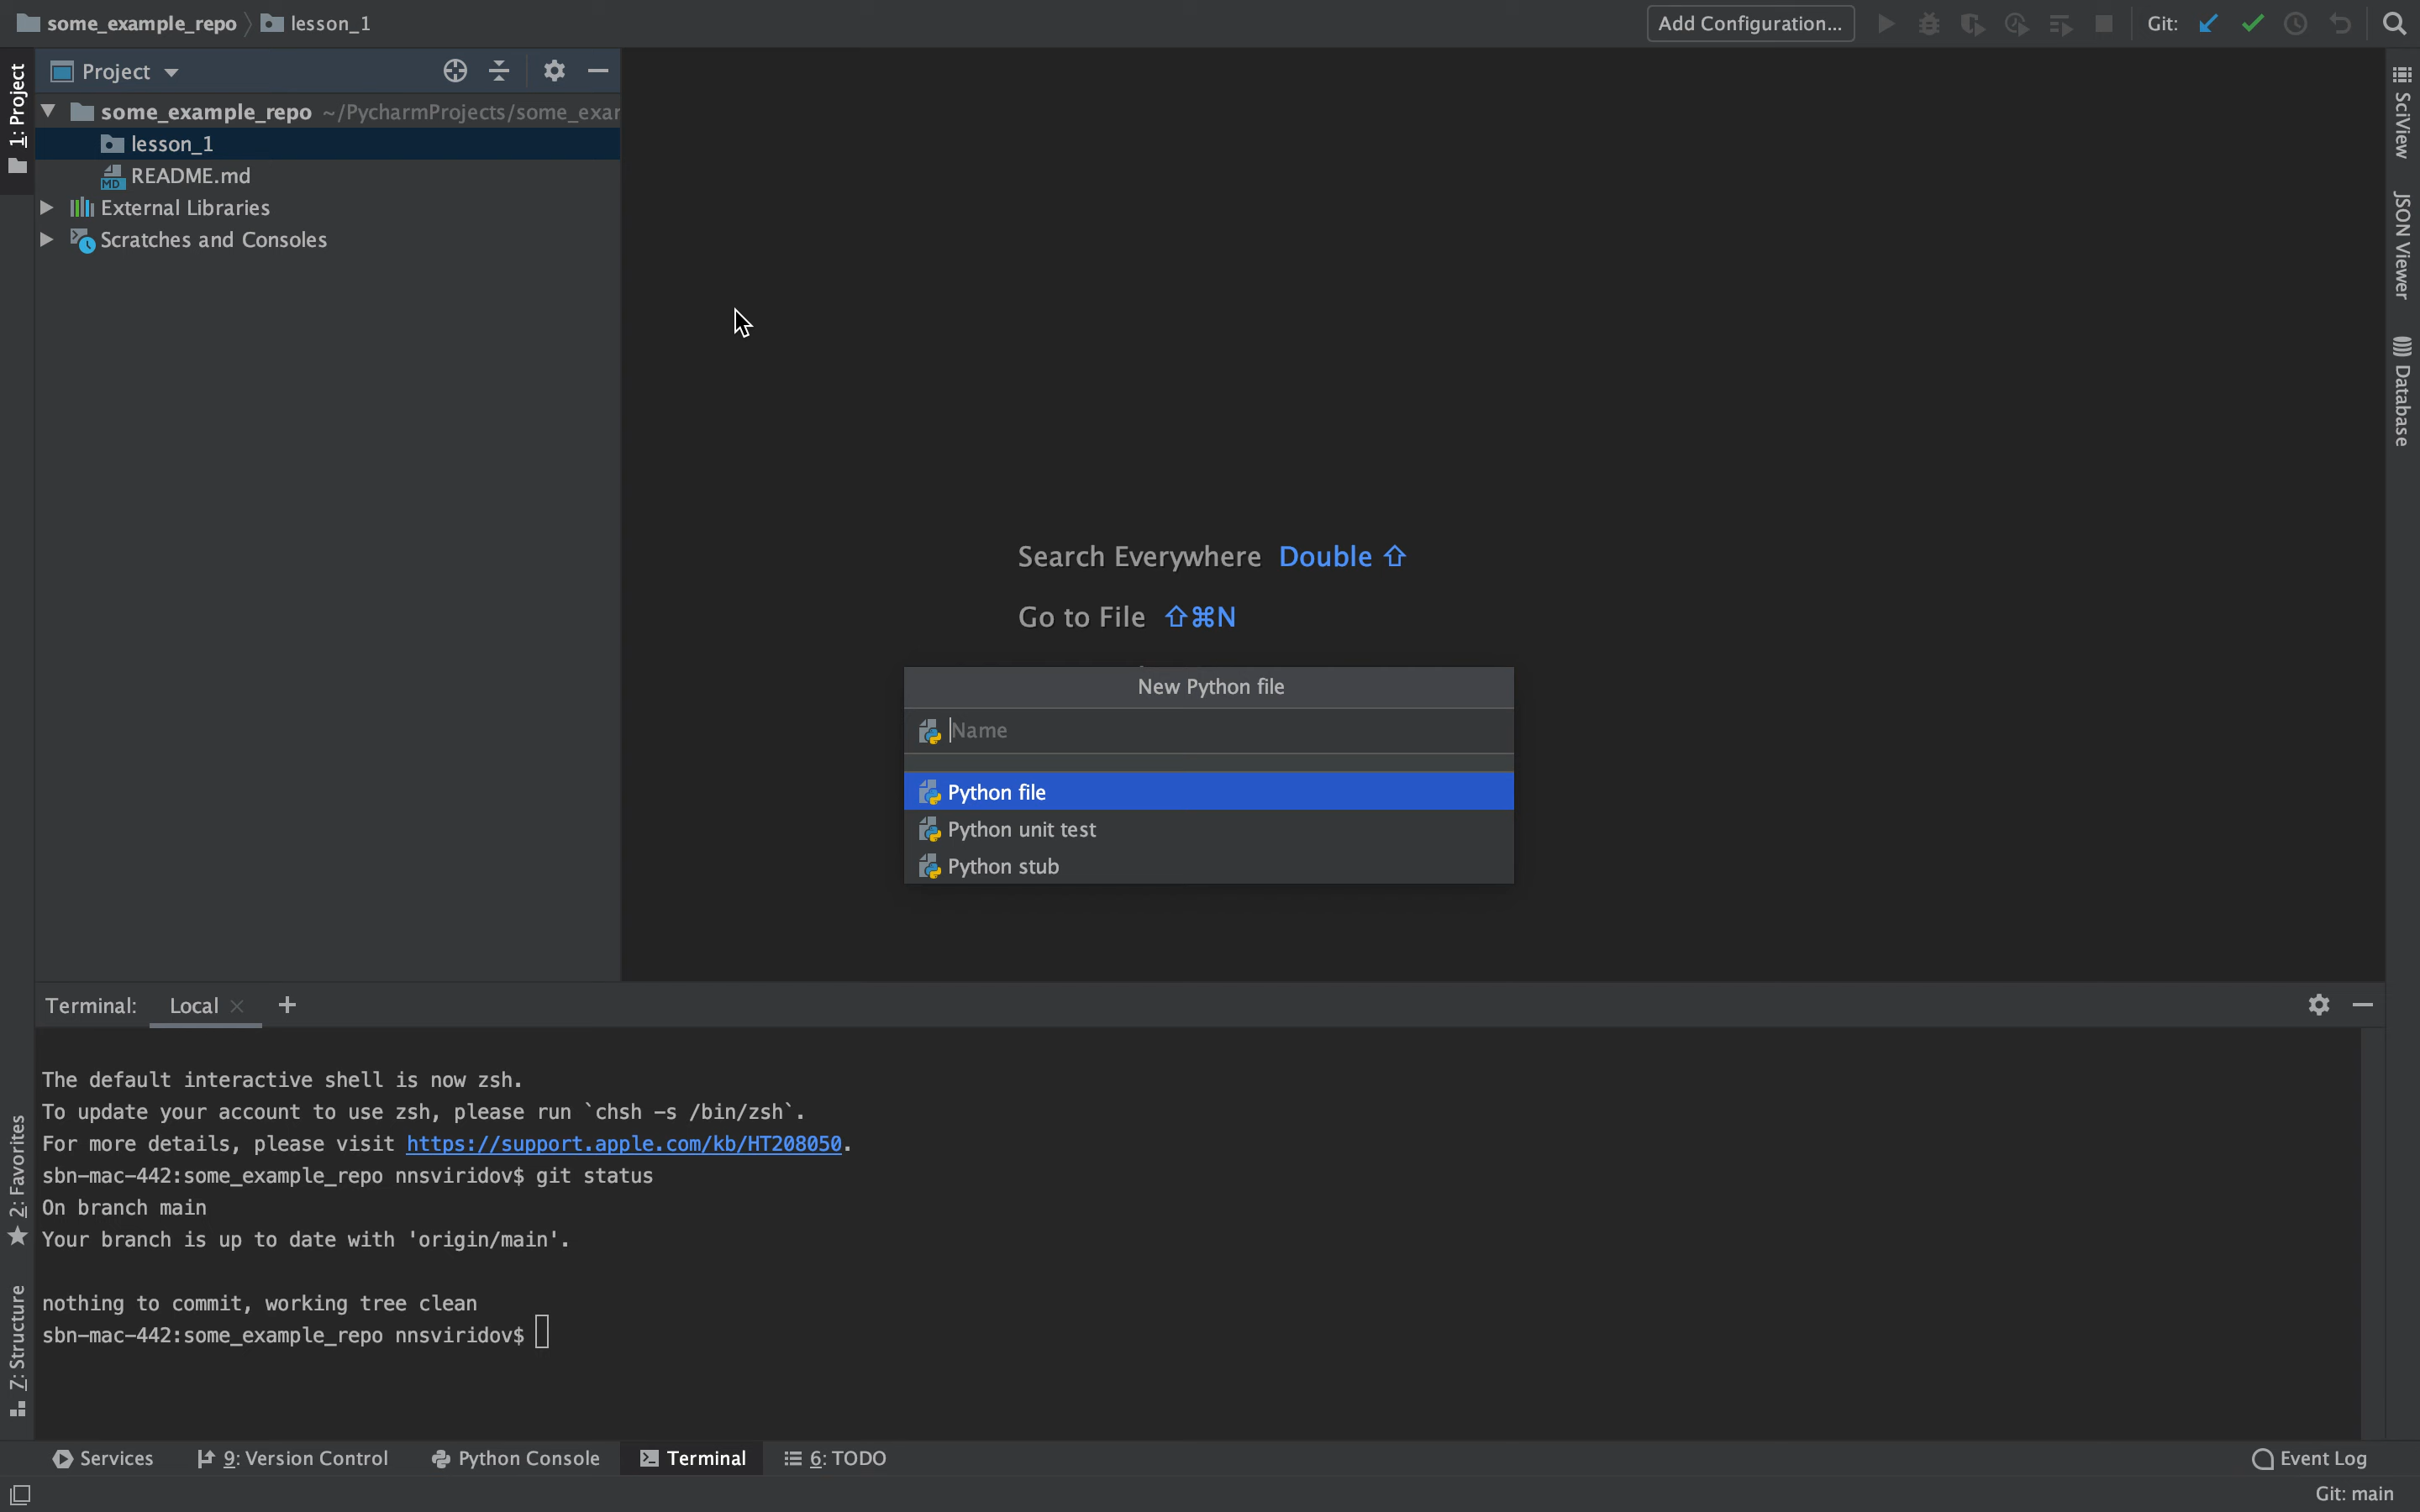 some_example_repo lesson_1
Add Configuration...
Git:
1: Project
Project
some_example_repo ~/PycharmProjects/some_exar
lesson_1
README.md
External Libraries
Scratches and Consoles
SciView
JSON Viewer
Database
Search Everywhere Double ⇧
Go to File ⇧⌘N
New Python file
Name
Python file
Python unit test
Python stub
Terminal: Local +
The default interactive shell is now zsh.
To update your account to use zsh, please run `chsh -s /bin/zsh`.
For more details, please visit https://support.apple.com/kb/HT208050.
sbn-mac-442:some_example_repo nnsviridov$ git status
On branch main
Your branch is up to date with 'origin/main'.
nothing to commit, working tree clean
sbn-mac-442:some_example_repo nnsviridov$
2: Favorites
Z: Structure
Services
9: Version Control
Python Console
Terminal
6: TODO
Event Log
Git: main